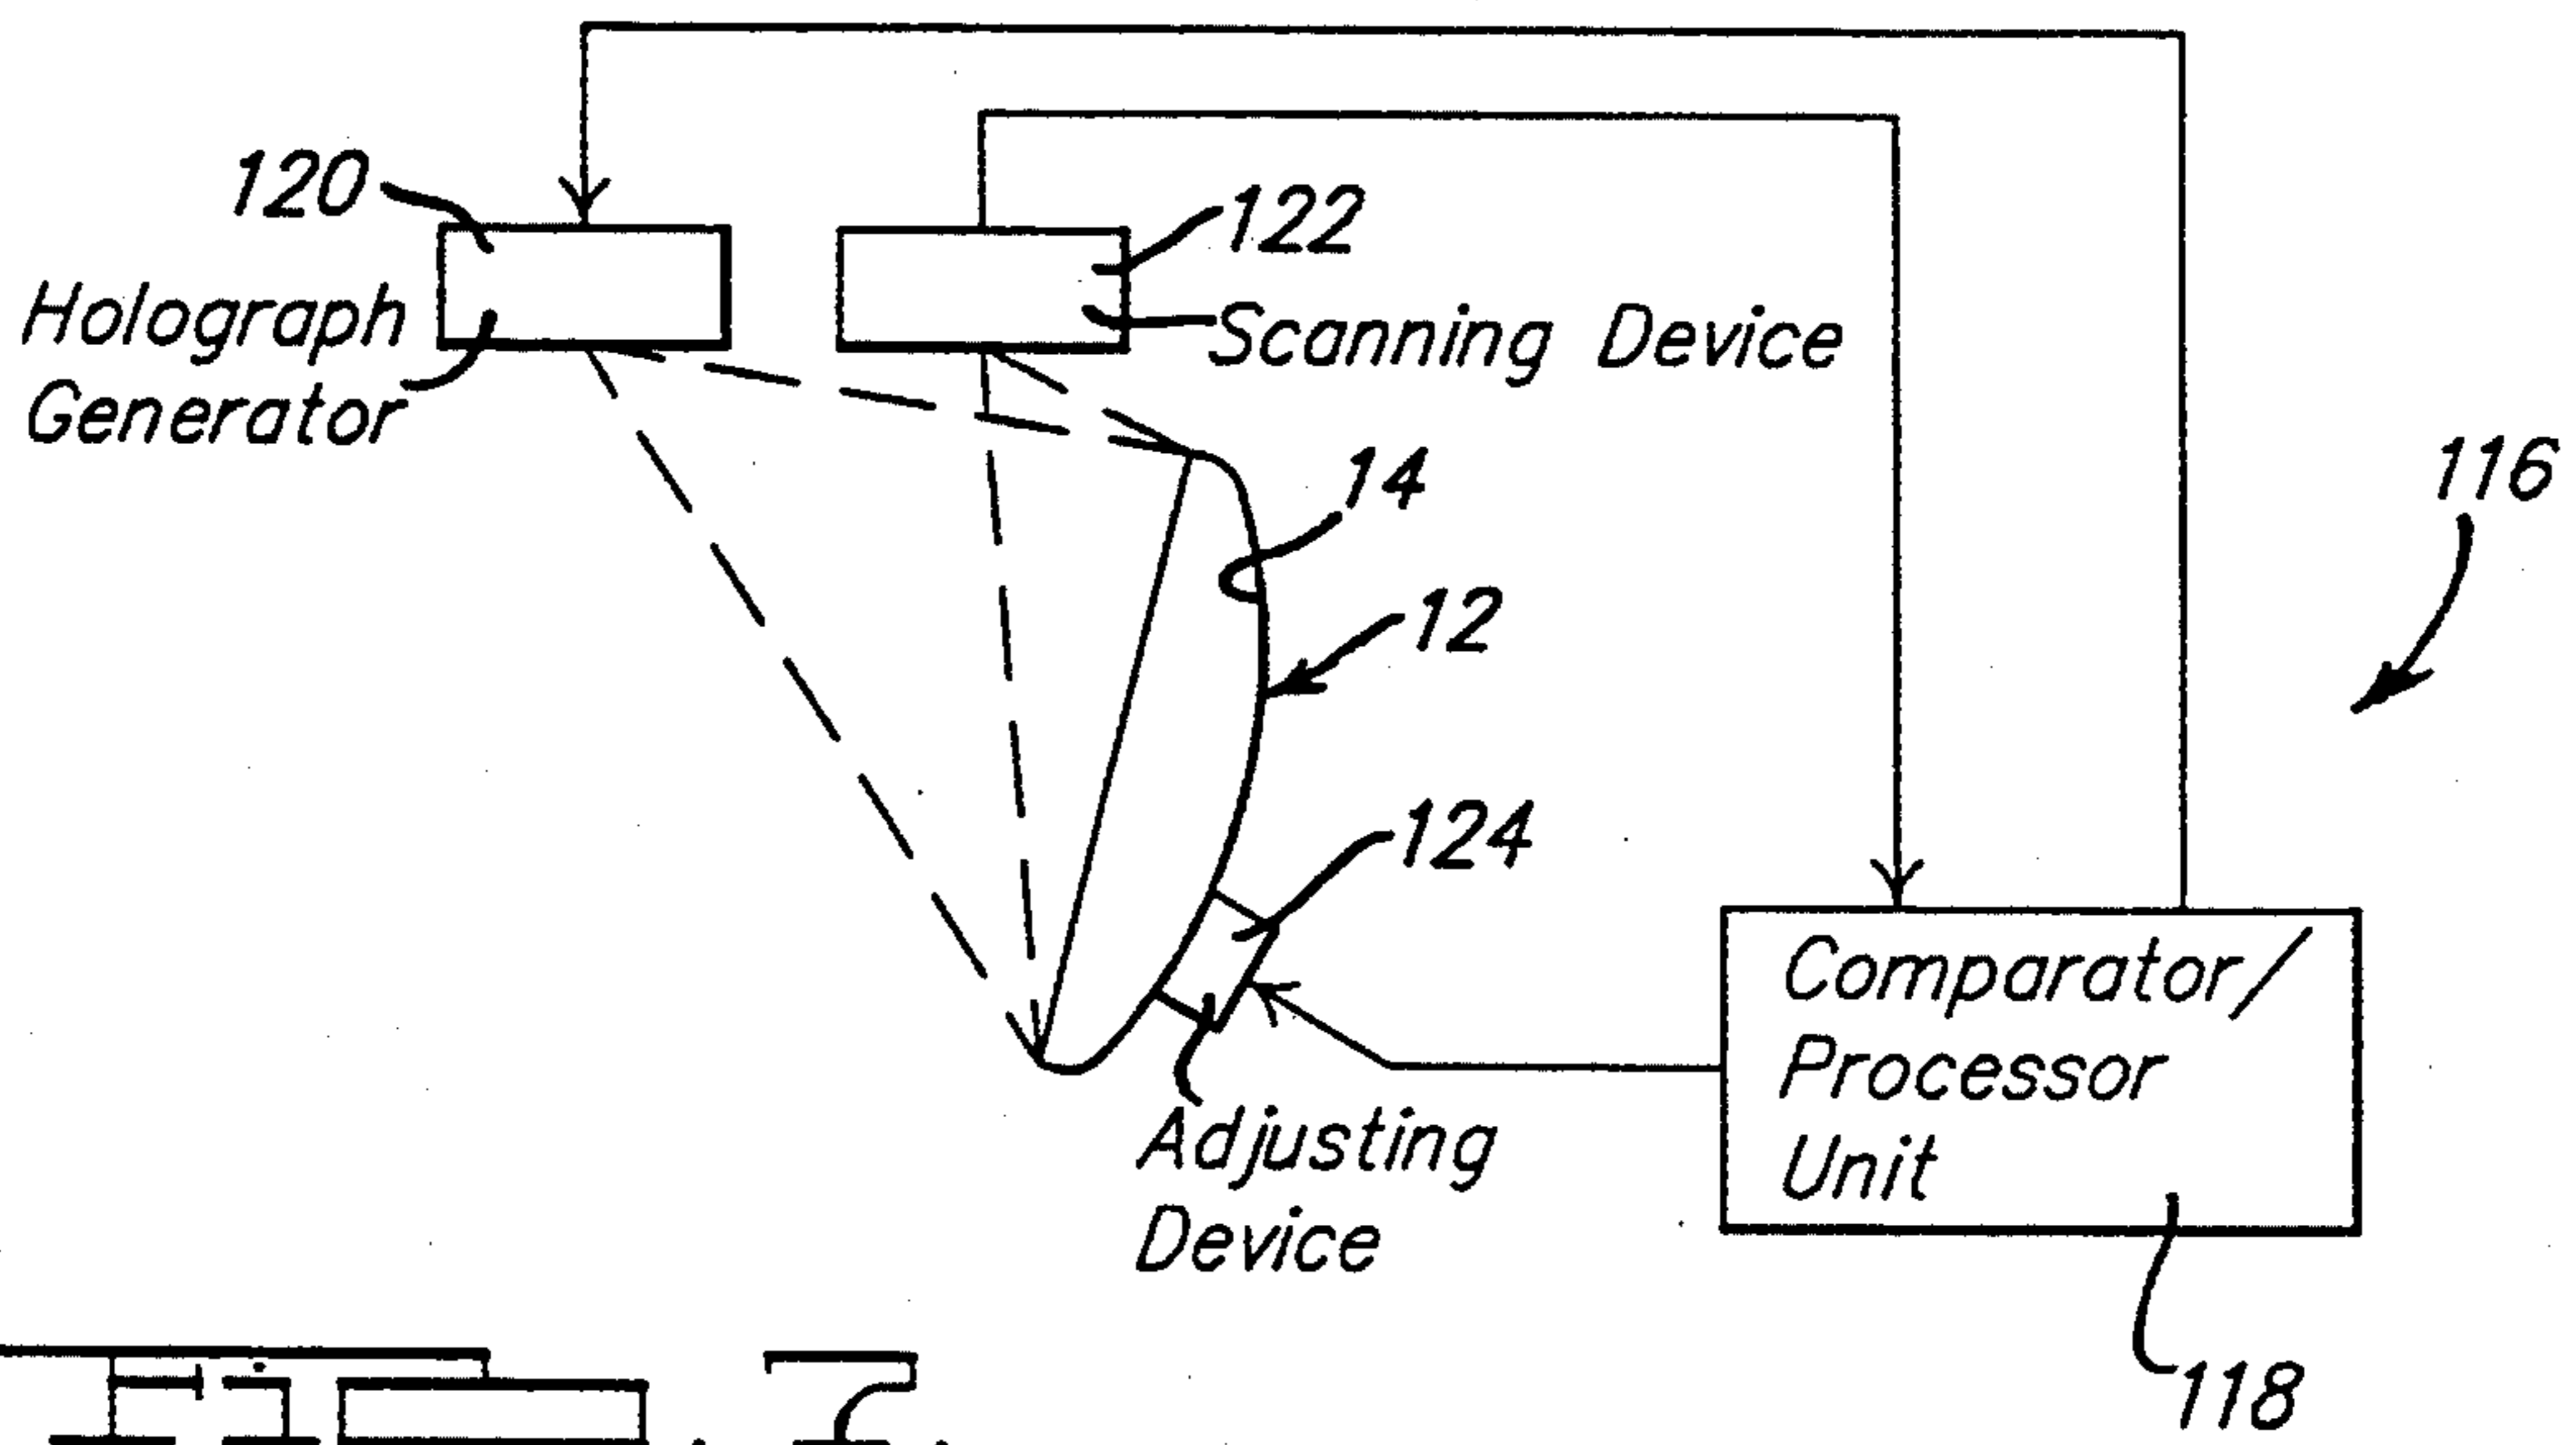 120
122
Holograph
Generator
Scanning Device
14
116
12
124
Comparator/
Processor
Unit
Adjusting
Device
118